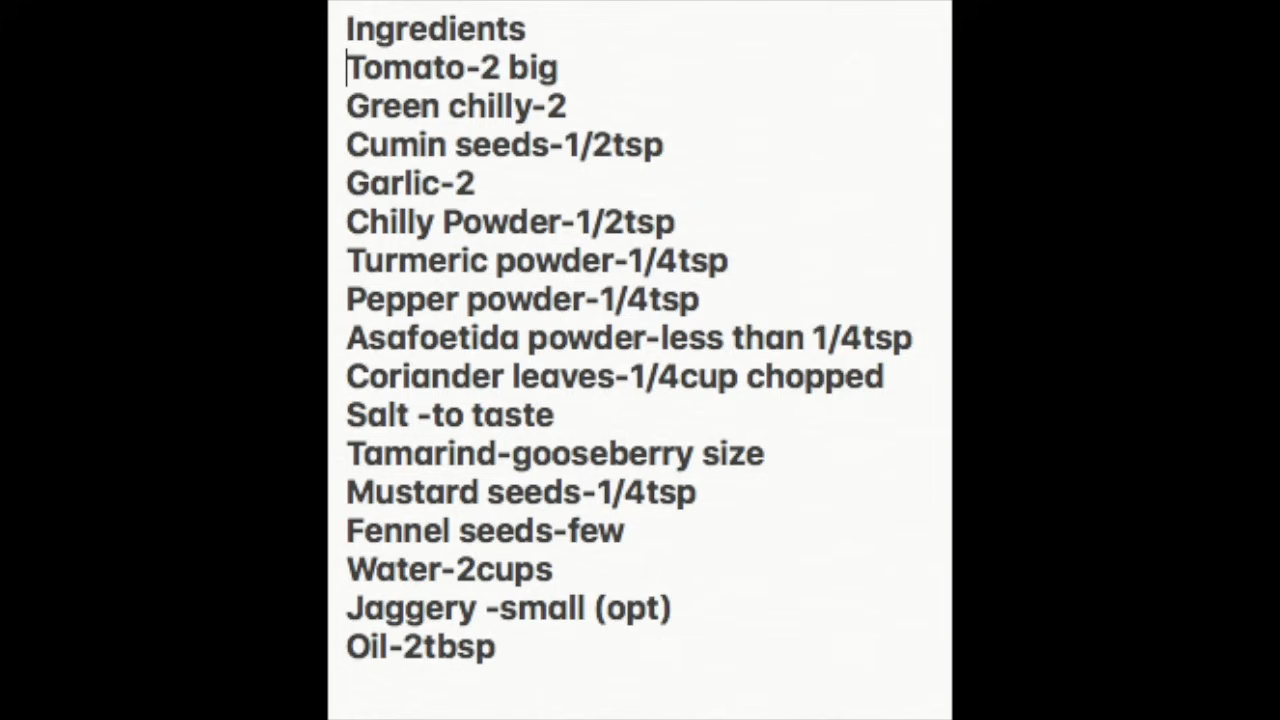 Ingredients
Tomato-2 big
Green chilly-2
Cumin seeds-1/2tsp
Garlic-2
Chilly Powder-1/2tsp
Turmeric powder-1/4tsp
Pepper powder-1/4tsp
Asafoetida powder-less than 1/4tsp
Coriander leaves-1/4cup chopped
Salt -to taste
Tamarind-gooseberry size
Mustard seeds-1/4tsp
Fennel seeds-few
Water-2cups
Jaggery -small (opt)
Oil-2tbsp